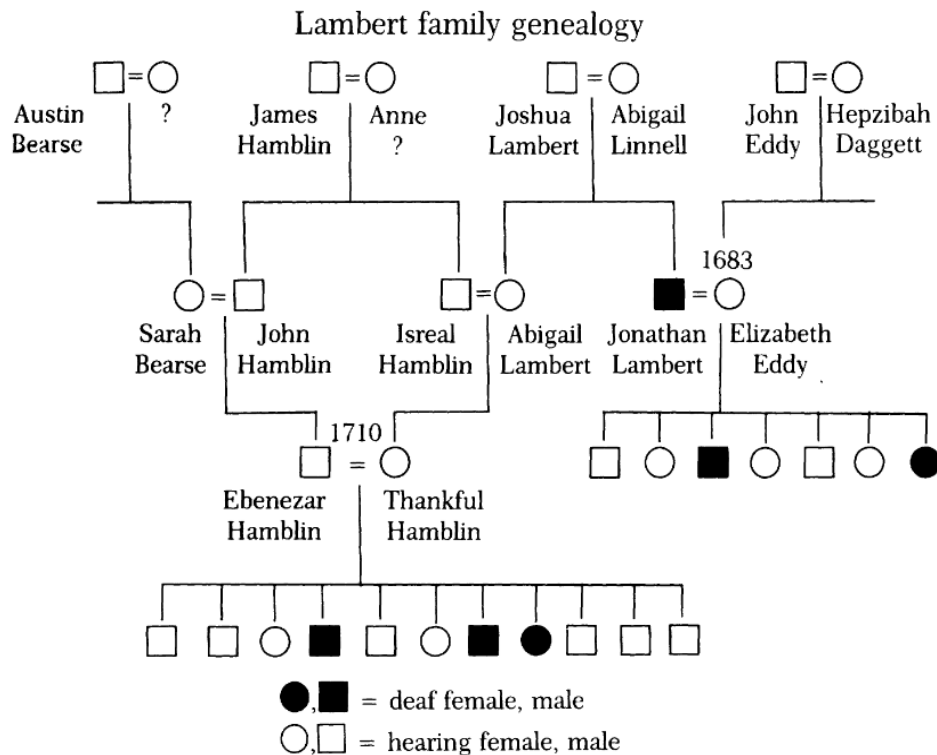 Lambert family genealogy
= = = =
Austin ? James Anne Joshua Abigail John Hepzibah
Bearse Hamblin ? Lambert Linnell Eddy Daggett
1683
= = =
Sarah John Isreal Abigail Jonathan Elizabeth
Bearse Hamblin Hamblin Lambert Lambert Eddy
1710
=
Ebenezar Thankful
Hamblin Hamblin
, = deaf female, male
, = hearing female, male